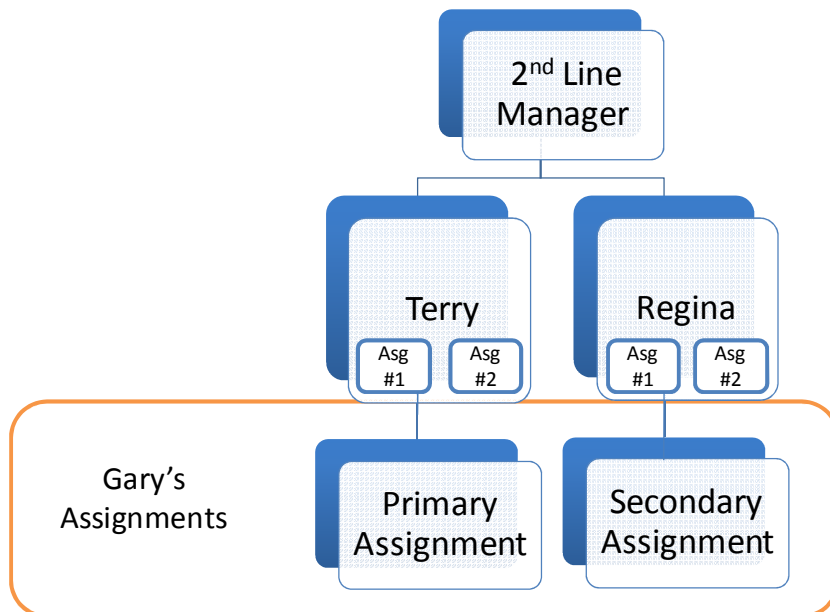 2nd Line
Manager
Terry
Asg
#1
Asg
#2
Regina
Asg
#1
Asg
#2
Gary’s
Assignments
Primary
Assignment
Secondary
Assignment